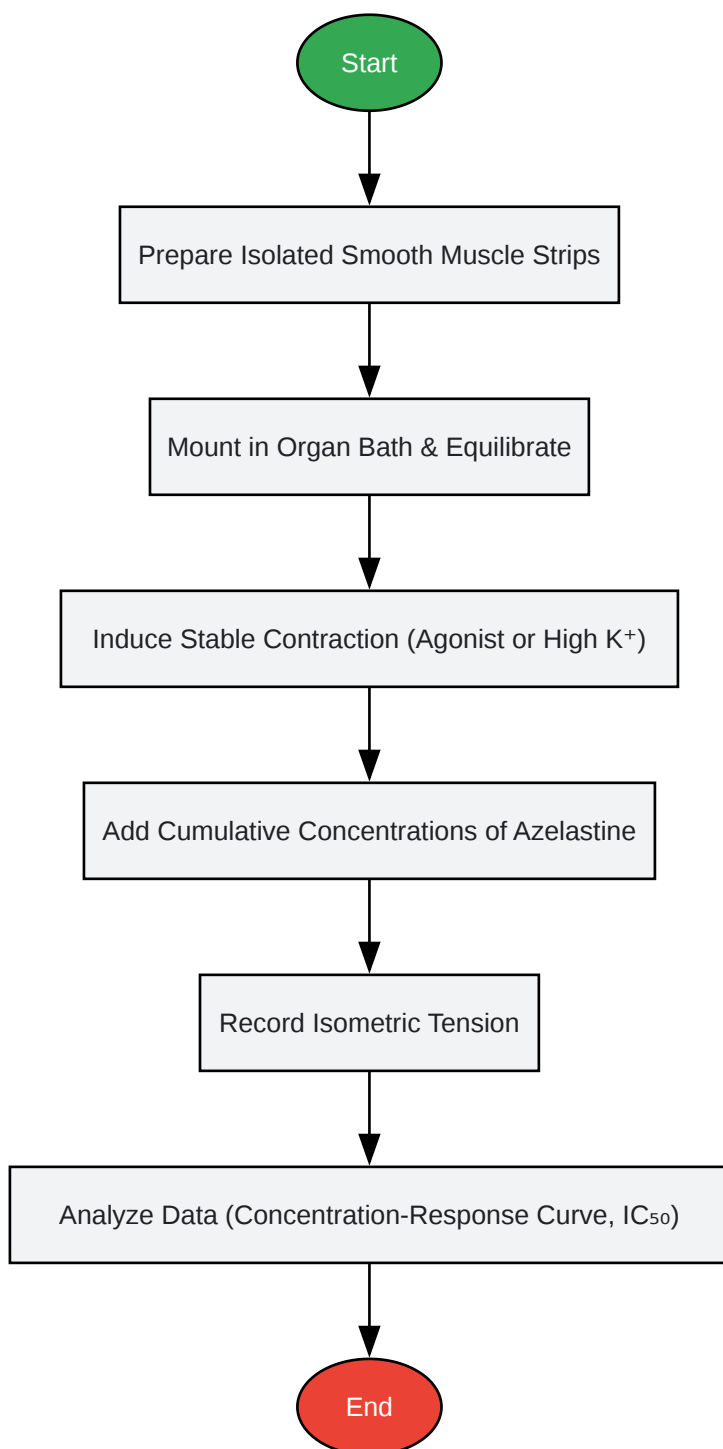 Start
Prepare Isolated Smooth Muscle Strips
Mount in Organ Bath & Equilibrate
Induce Stable Contraction (Agonist or High K⁺)
Add Cumulative Concentrations of Azelastine
Record Isometric Tension
Analyze Data (Concentration-Response Curve, IC₅₀)
End